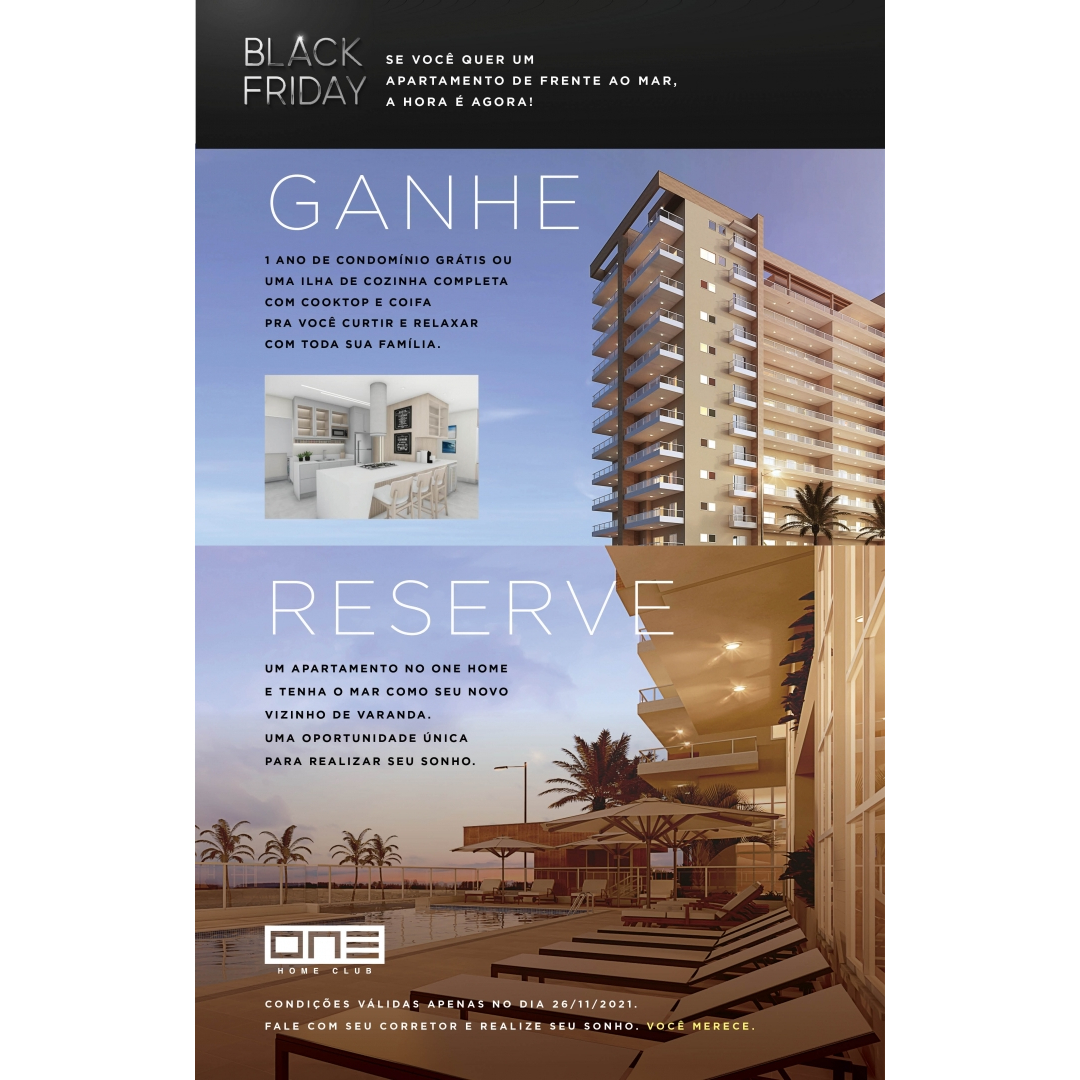 BLACK
FRIDAY
SE VOCÊ QUER UM
APARTAMENTO DE FRENTE AO MAR,
A HORA É AGORA!
GANHE
1 ANO DE CONDOMÍNIO GRÁTIS OU
UMA ILHA DE COZINHA COMPLETA
COM COOKTOP E COIFA
PRA VOCÊ CURTIR E RELAXAR
COM TODA SUA FAMÍLIA.
RESERVE
UM APARTAMENTO NO ONE HOME
E TENHA O MAR COMO SEU NOVO
VIZINHO DE VARANDA.
UMA OPORTUNIDADE ÚNICA
PARA REALIZAR SEU SONHO.
ONE
HOME CLUB
CONDIÇÕES VÁLIDAS APENAS NO DIA 26/11/2021.
FALE COM SEU CORRETOR E REALIZE SEU SONHO. VOCÊ MERECE.